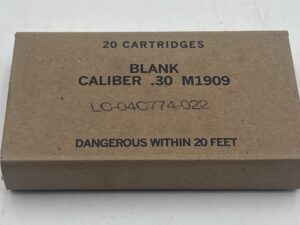 20 CARTRIDGES
BLANK
CALIBER .30 M1909
LC-04C774-022
DANGEROUS WITHIN 20 FEET